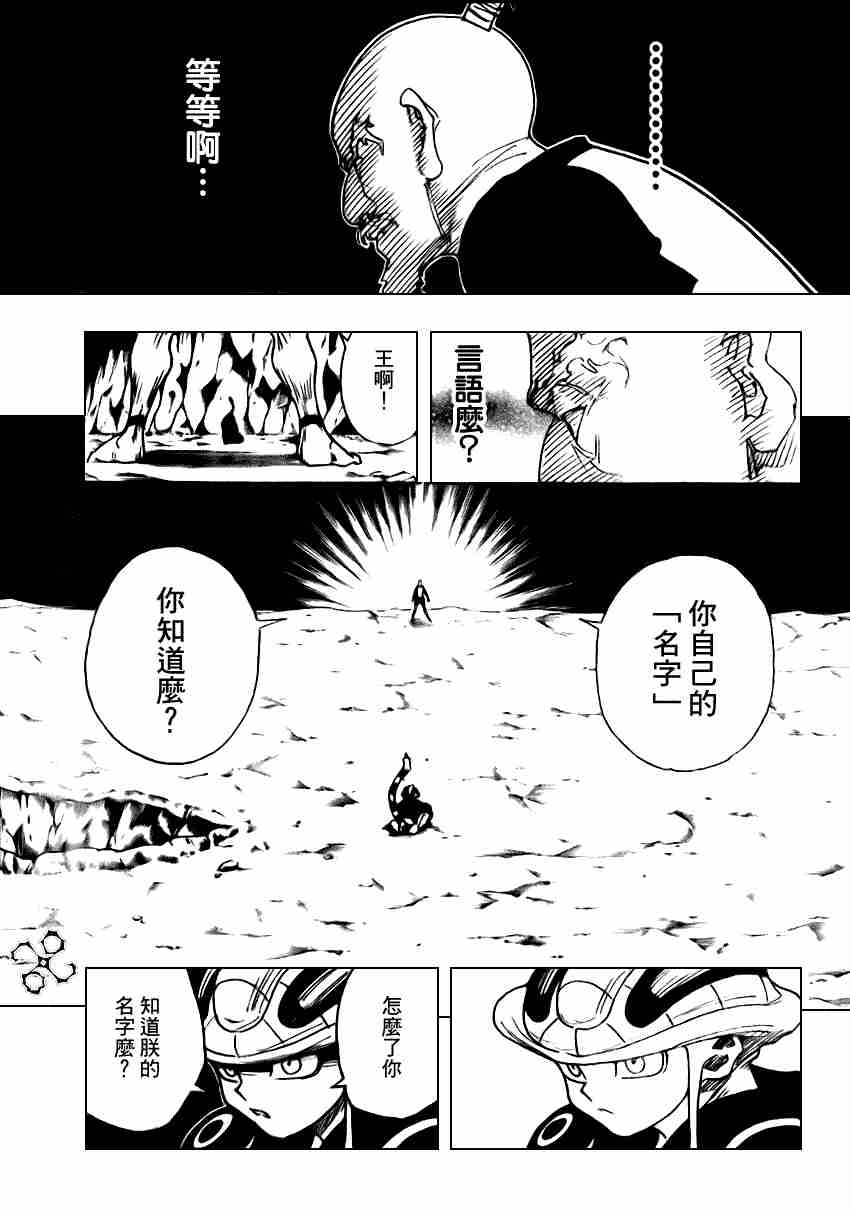 ………………
等等啊…
言語麼？
王啊！
你自己的
「名字」
你知道麼？
怎麼了你
知道朕的
名字麼？